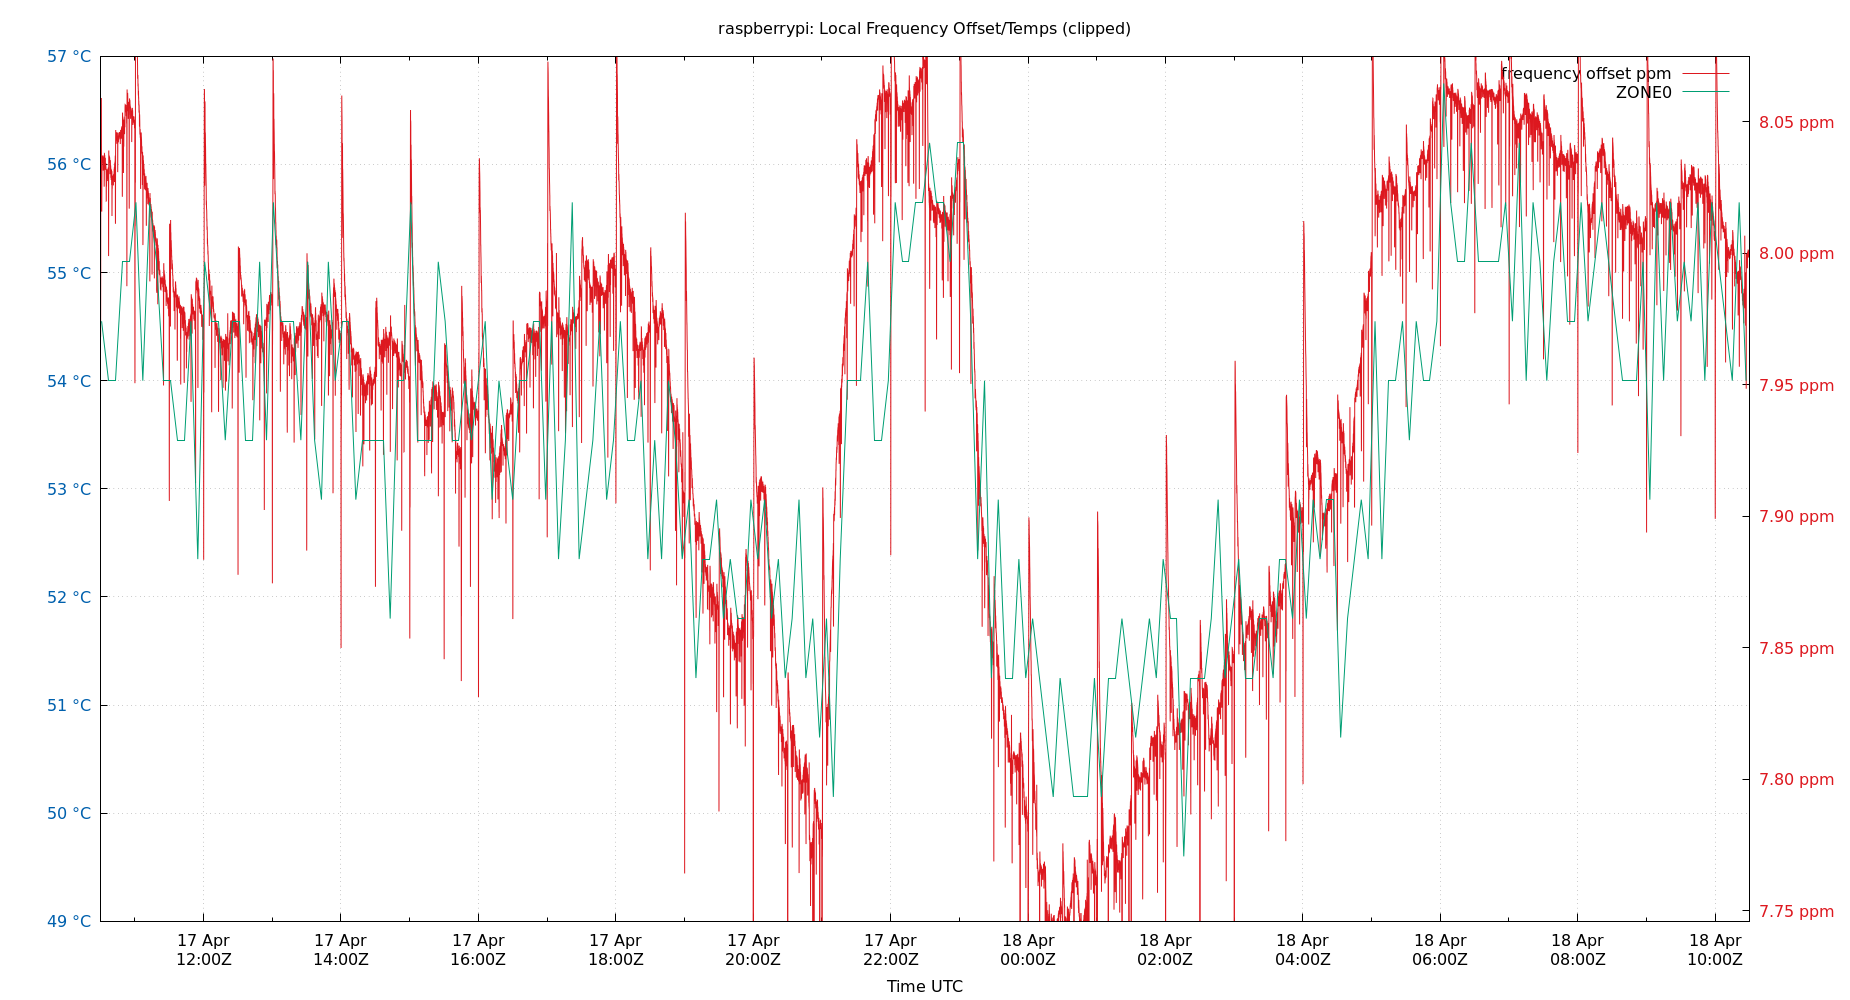 raspberrypi: Local Frequency Offset/Temps (clipped)
57 °C
56 °C
55 °C
54 °C
53 °C
52 °C
51 °C
50 °C
49 °C
frequency offset ppm
ZONE0
8.05 ppm
8.00 ppm
7.95 ppm
7.90 ppm
7.85 ppm
7.80 ppm
7.75 ppm
17 Apr
12:00Z
17 Apr
14:00Z
17 Apr
16:00Z
17 Apr
18:00Z
17 Apr
20:00Z
17 Apr
22:00Z
18 Apr
00:00Z
18 Apr
02:00Z
18 Apr
04:00Z
18 Apr
06:00Z
18 Apr
08:00Z
18 Apr
10:00Z
Time UTC